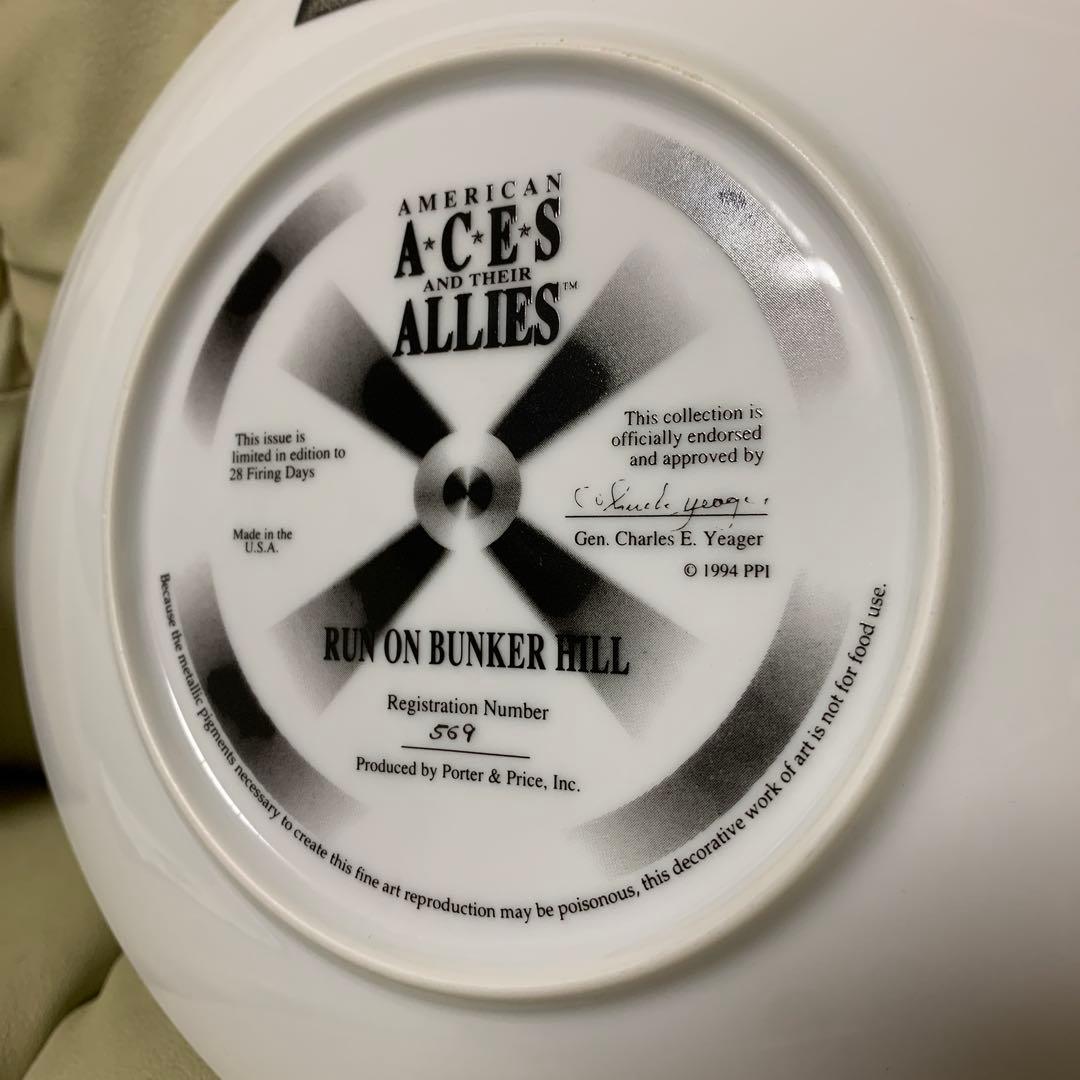 AMERICAN
A★C★E★S
AND THEIR
ALLIES™
This issue is
limited in edition to
28 Firing Days
Made in the
U.S.A.
This collection is
officially endorsed
and approved by
Gen. Charles E. Yeager
© 1994 PPI
RUN ON BUNKER HILL
Registration Number
569
Produced by Porter & Price, Inc.
Because the metallic pigments necessary to create this fine art reproduction may be poisonous, this decorative work of art is not for food use.